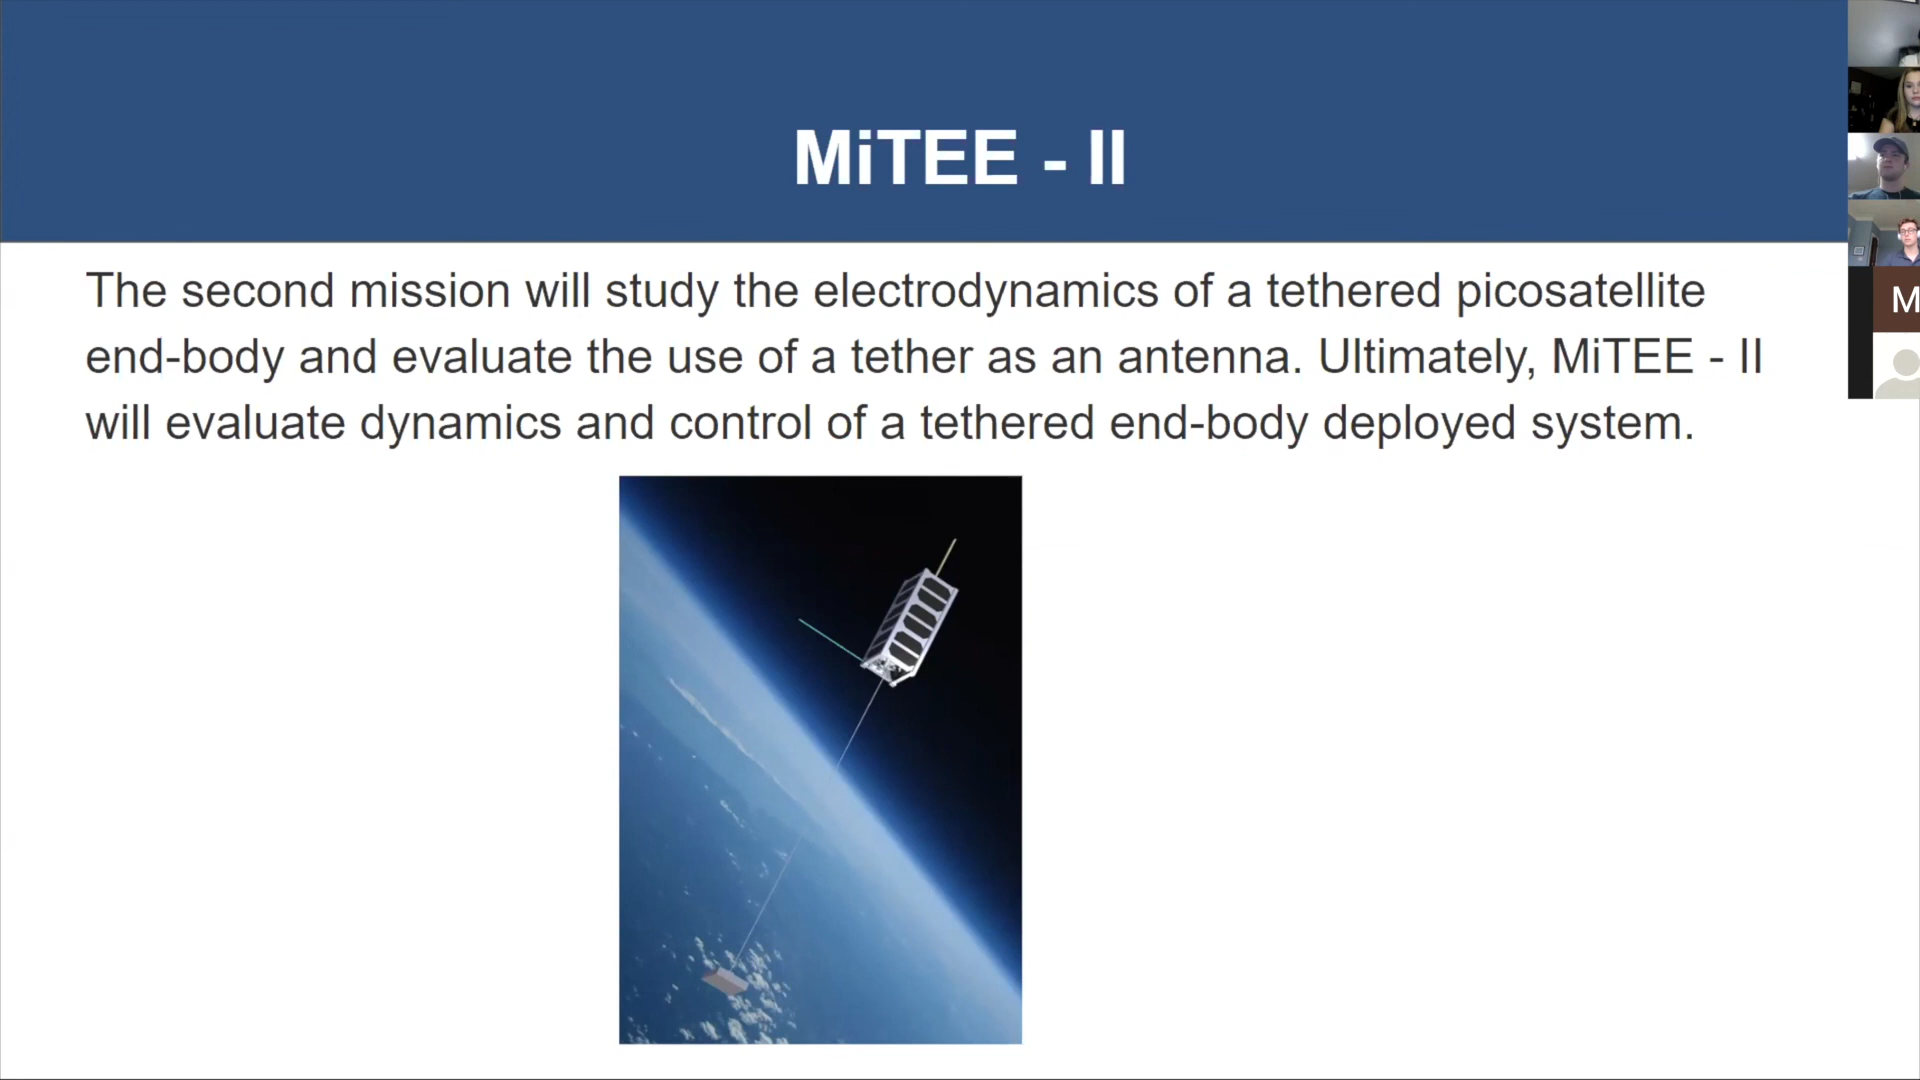 MiTEE - II
The second mission will study the electrodynamics of a tethered picosatellite
end-body and evaluate the use of a tether as an antenna. Ultimately, MiTEE - II
will evaluate dynamics and control of a tethered end-body deployed system.
M